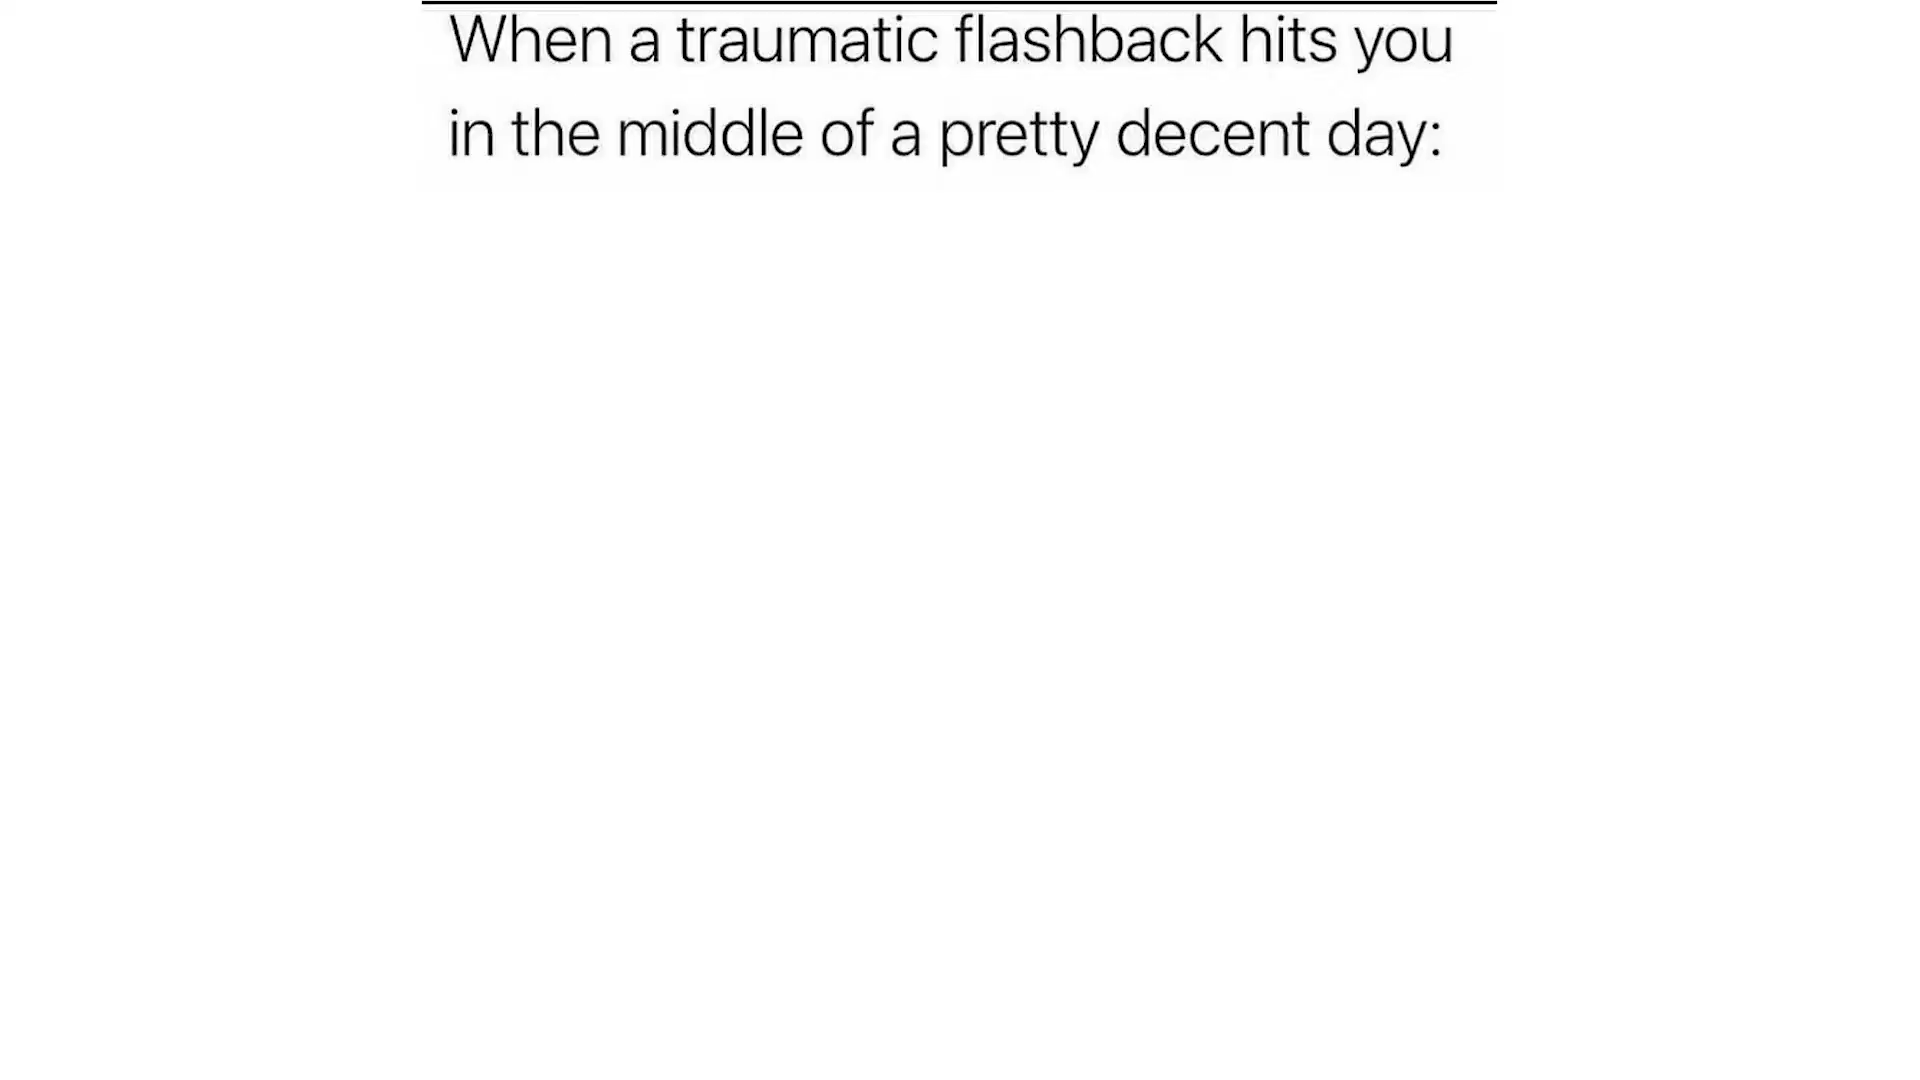 When a traumatic flashback hits you
in the middle of a pretty decent day: